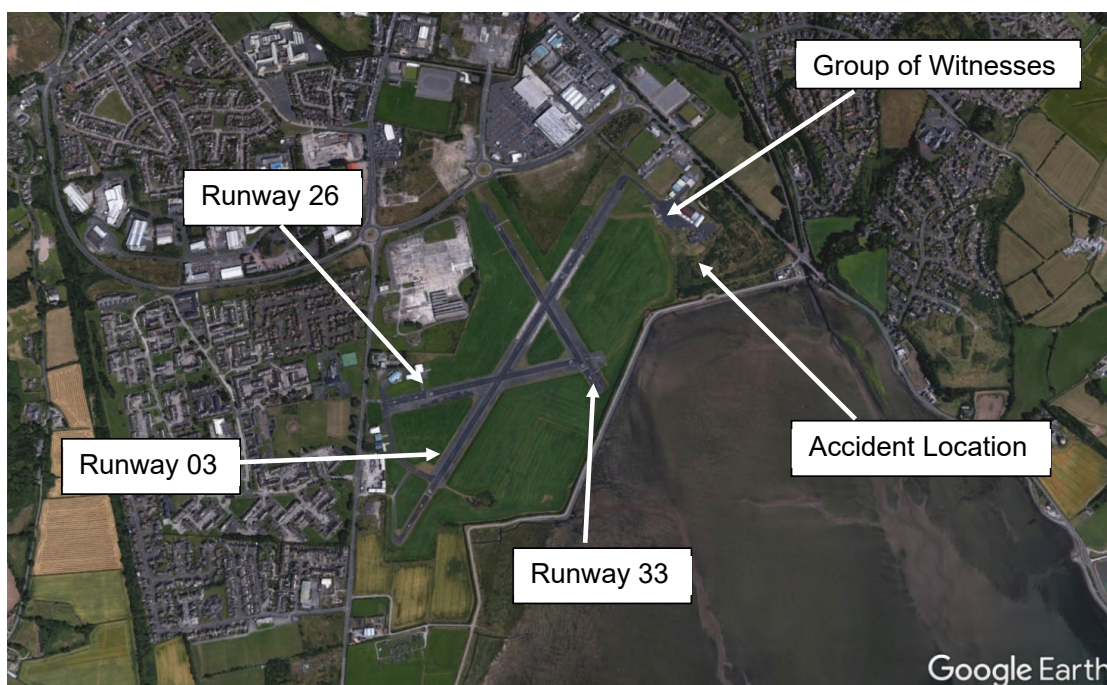 Group of Witnesses
Runway 26
Runway 03
Accident Location
Runway 33
Google Earth